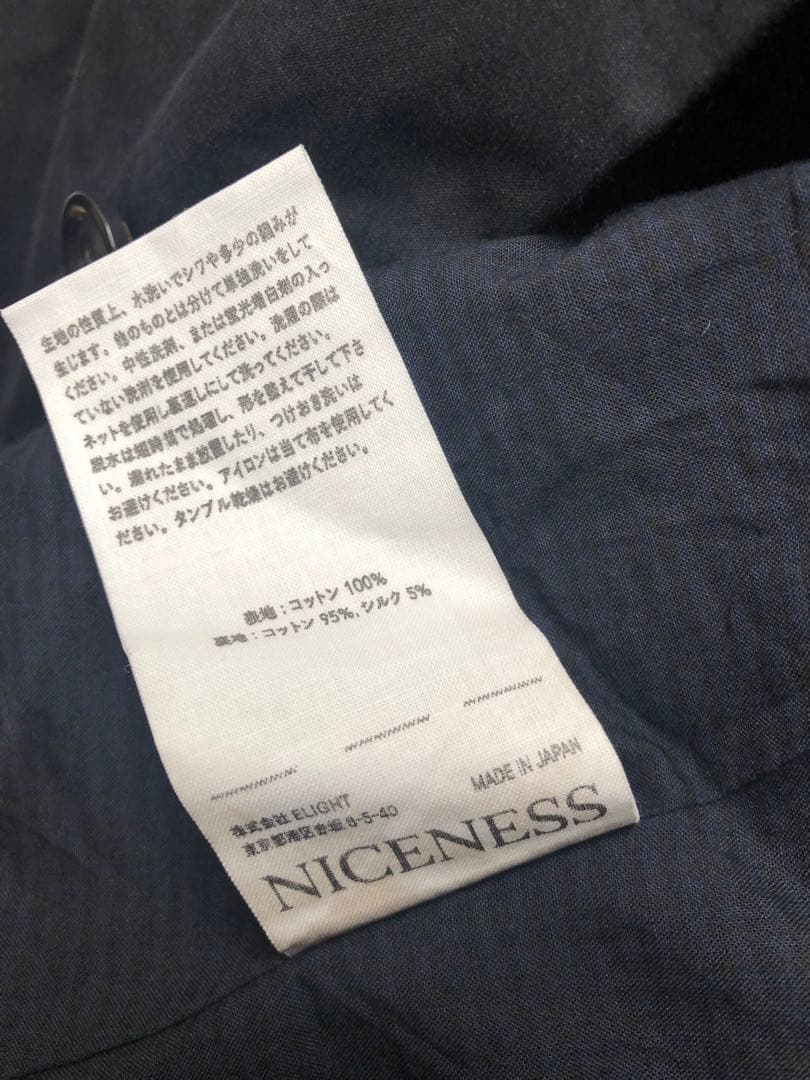 生地の性質上、水洗いでシワや多少の縮みが
生じます。他のものとは分けて単独洗いをして
ください。中性洗剤、または蛍光増白剤の入っ
ていない洗剤を使用してください。洗濯の際は
ネットを使用し裏返しにして洗ってください。
脱水は短時間で処理し、形を整えて干して下さ
い。濡れたまま放置したり、つけおき洗いは
お避けください。アイロンは当て布を使用してく
ださい。タンブル乾燥はお避けください。
表地：コットン 100%
裏地：コットン 95%, シルク 5%
株式会社 ELIGHT
東京都港区赤坂 8-5-40
MADE IN JAPAN
NICENESS